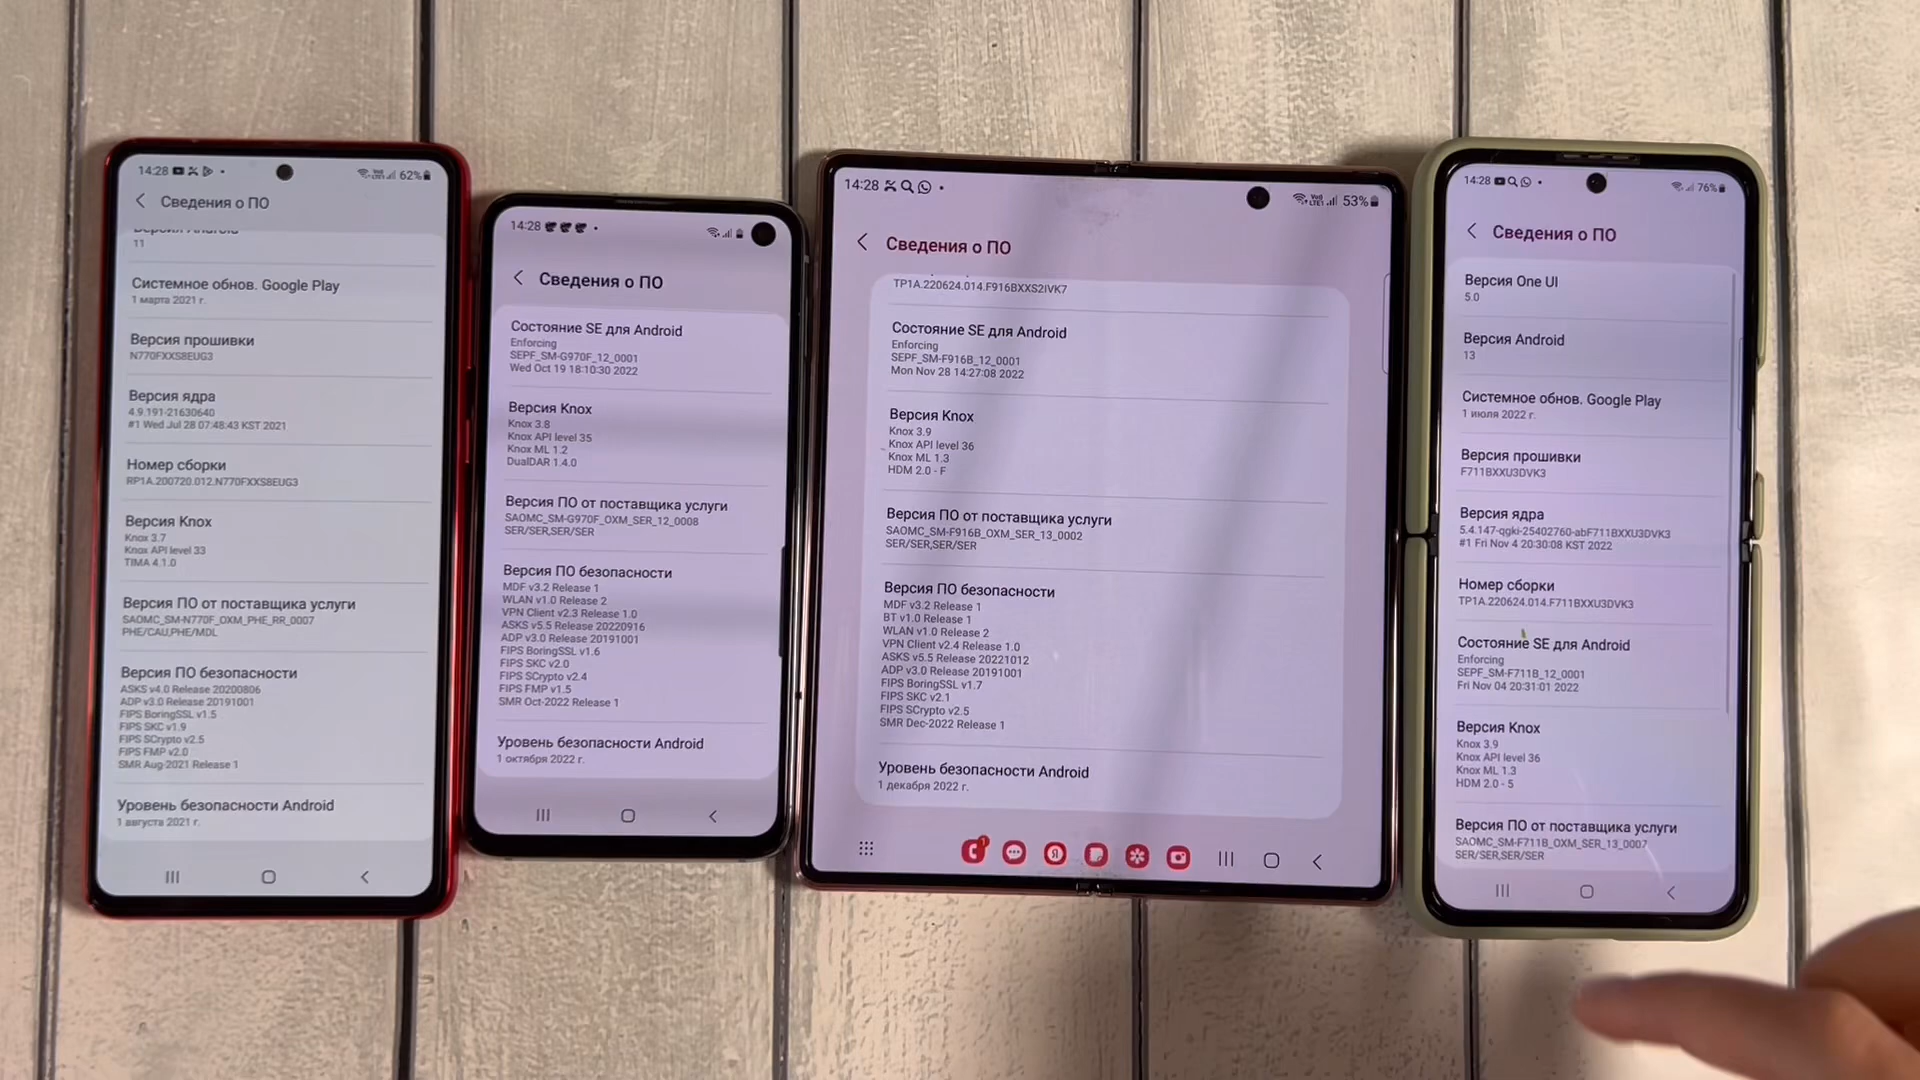 14:28
62%
Сведения о ПО
Версия Android
11
Системное обнов. Google Play
1 марта 2021 г.
Версия прошивки
N770FXXS8EUG3
Версия ядра
4.9.191-21630640
#1 Wed Jul 28 07:48:43 KST 2021
Номер сборки
RP1A.200720.012.N770FXXS8EUG3
Версия Knox
Knox 3.7
Knox API level 33
TIMA 4.1.0
Версия ПО от поставщика услуги
SAOMC_SM-N770F_OXM_PHE_RR_0007
PHE/CAU,PHE/MDL
Версия ПО безопасности
ASKS v4.0 Release 20200806
ADP v3.0 Release 20191001
FIPS BoringSSL v1.5
FIPS SKC v1.9
FIPS SCrypto v2.5
FIPS FMP v2.0
SMR Aug-2021 Release 1
Уровень безопасности Android
1 августа 2021 г.
14:28
Сведения о ПО
Состояние SE для Android
Enforcing
SEPF_SM-G970F_12_0001
Wed Oct 19 18:10:30 2022
Версия Knox
Knox 3.8
Knox API level 35
Knox ML 1.2
DualDAR 1.4.0
Версия ПО от поставщика услуги
SAOMC_SM-G970F_OXM_SER_12_0008
SER/SER,SER/SER
Версия ПО безопасности
MDF v3.2 Release 1
WLAN v1.0 Release 2
VPN Client v2.3 Release 1.0
ASKS v5.5 Release 20220916
ADP v3.0 Release 20191001
FIPS BoringSSL v1.6
FIPS SKC v2.0
FIPS SCrypto v2.4
FIPS FMP v1.5
SMR Oct-2022 Release 1
Уровень безопасности Android
1 октября 2022 г.
14:28
53%
Сведения о ПО
TP1A.220624.014.F916BXXS2IVK7
Состояние SE для Android
Enforcing
SEPF_SM-F916B_12_0001
Mon Nov 28 14:27:08 2022
Версия Knox
Knox 3.9
Knox API level 36
Knox ML 1.3
HDM 2.0 - F
Версия ПО от поставщика услуги
SAOMC_SM-F916B_OXM_SER_13_0002
SER/SER,SER/SER
Версия ПО безопасности
MDF v3.2 Release 1
BT v1.0 Release 1
WLAN v1.0 Release 2
VPN Client v2.4 Release 1.0
ASKS v5.5 Release 20221012
ADP v3.0 Release 20191001
FIPS BoringSSL v1.7
FIPS SKC v2.1
FIPS SCrypto v2.5
SMR Dec-2022 Release 1
Уровень безопасности Android
1 декабря 2022 г.
1
Я
14:28
76%
Сведения о ПО
Версия One UI
5.0
Версия Android
13
Системное обнов. Google Play
1 июля 2022 г.
Версия прошивки
F711BXXU3DVK3
Версия ядра
5.4.147-qgki-25402760-abF711BXXU3DVK3
#1 Fri Nov 4 20:30:08 KST 2022
Номер сборки
TP1A.220624.014.F711BXXU3DVK3
Состояние SE для Android
Enforcing
SEPF_SM-F711B_12_0001
Fri Nov 04 20:31:01 2022
Версия Knox
Knox 3.9
Knox API level 36
Knox ML 1.3
HDM 2.0 - 5
Версия ПО от поставщика услуги
SAOMC_SM-F711B_OXM_SER_13_0007
SER/SER,SER/SER